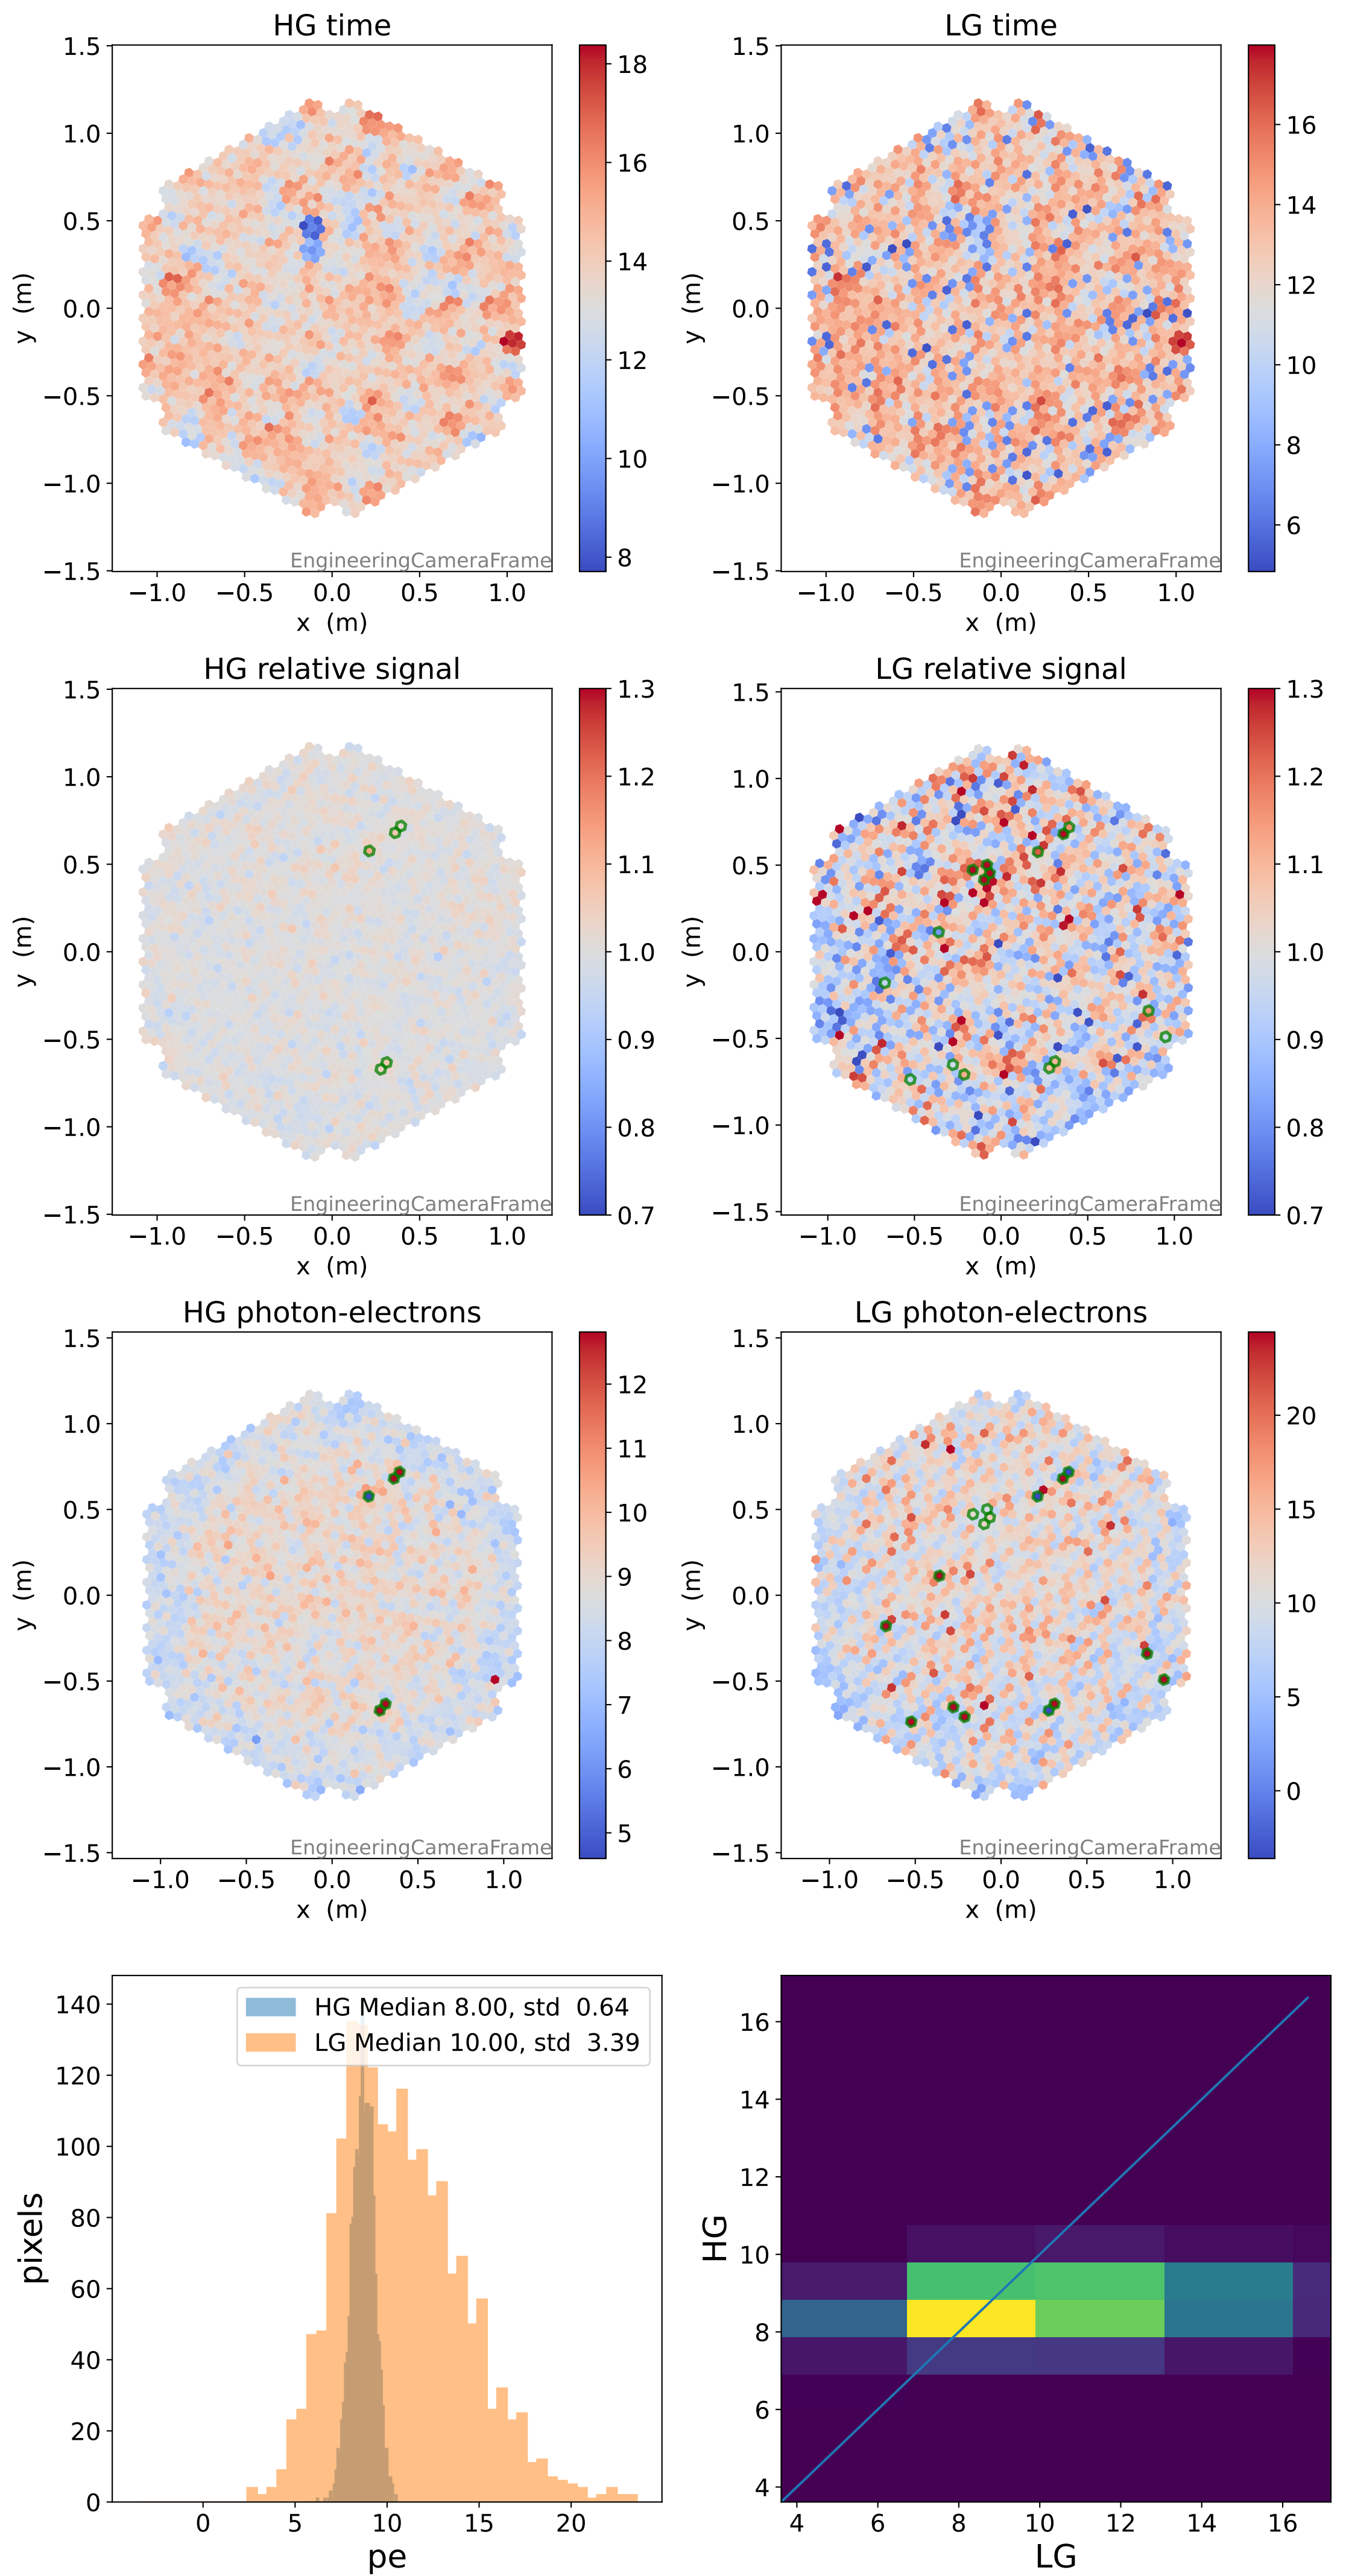 HG time
LG time
1.5
1.0
0.5
0.0
−0.5
−1.0
−1.5
y (m)
−1.0 −0.5 0.0 0.5 1.0
x (m)
EngineeringCameraFrame
18
16
14
12
10
8
1.5
1.0
0.5
0.0
−0.5
−1.0
−1.5
y (m)
−1.0 −0.5 0.0 0.5 1.0
x (m)
EngineeringCameraFrame
16
14
12
10
8
6
HG relative signal
LG relative signal
1.5
1.0
0.5
0.0
−0.5
−1.0
−1.5
y (m)
−1.0 −0.5 0.0 0.5 1.0
x (m)
EngineeringCameraFrame
1.3
1.2
1.1
1.0
0.9
0.8
0.7
1.5
1.0
0.5
0.0
−0.5
−1.0
−1.5
y (m)
−1.0 −0.5 0.0 0.5 1.0
x (m)
EngineeringCameraFrame
1.3
1.2
1.1
1.0
0.9
0.8
0.7
HG photon-electrons
LG photon-electrons
1.5
1.0
0.5
0.0
−0.5
−1.0
−1.5
y (m)
−1.0 −0.5 0.0 0.5 1.0
x (m)
EngineeringCameraFrame
12
11
10
9
8
7
6
5
1.5
1.0
0.5
0.0
−0.5
−1.0
−1.5
y (m)
−1.0 −0.5 0.0 0.5 1.0
x (m)
EngineeringCameraFrame
20
15
10
5
0
HG Median 8.00, std 0.64
LG Median 10.00, std 3.39
140
120
100
80
60
40
20
0
pixels
0 5 10 15 20
pe
16
14
12
10
8
6
4
HG
4 6 8 10 12 14 16
LG